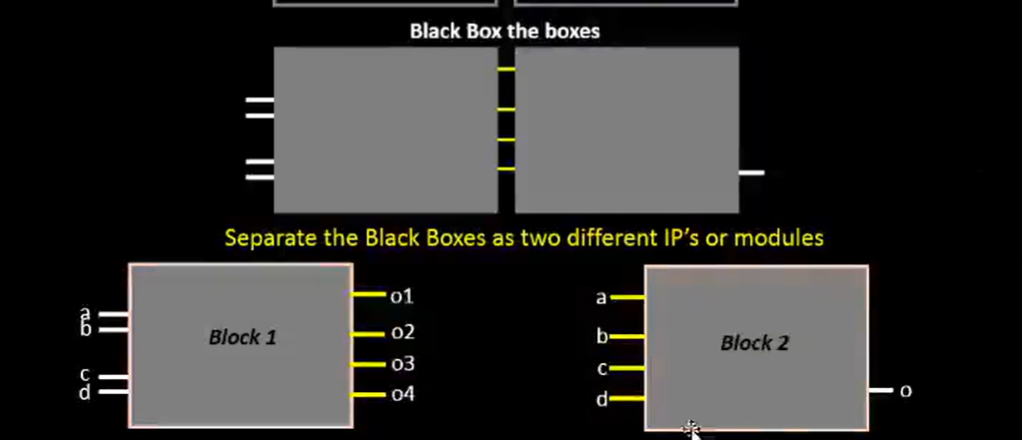 Black Box the boxes
Separate the Black Boxes as two different IP's or modules
a
b
c
d
Block 1
o1
o2
o3
o4
a
b
c
d
Block 2
o